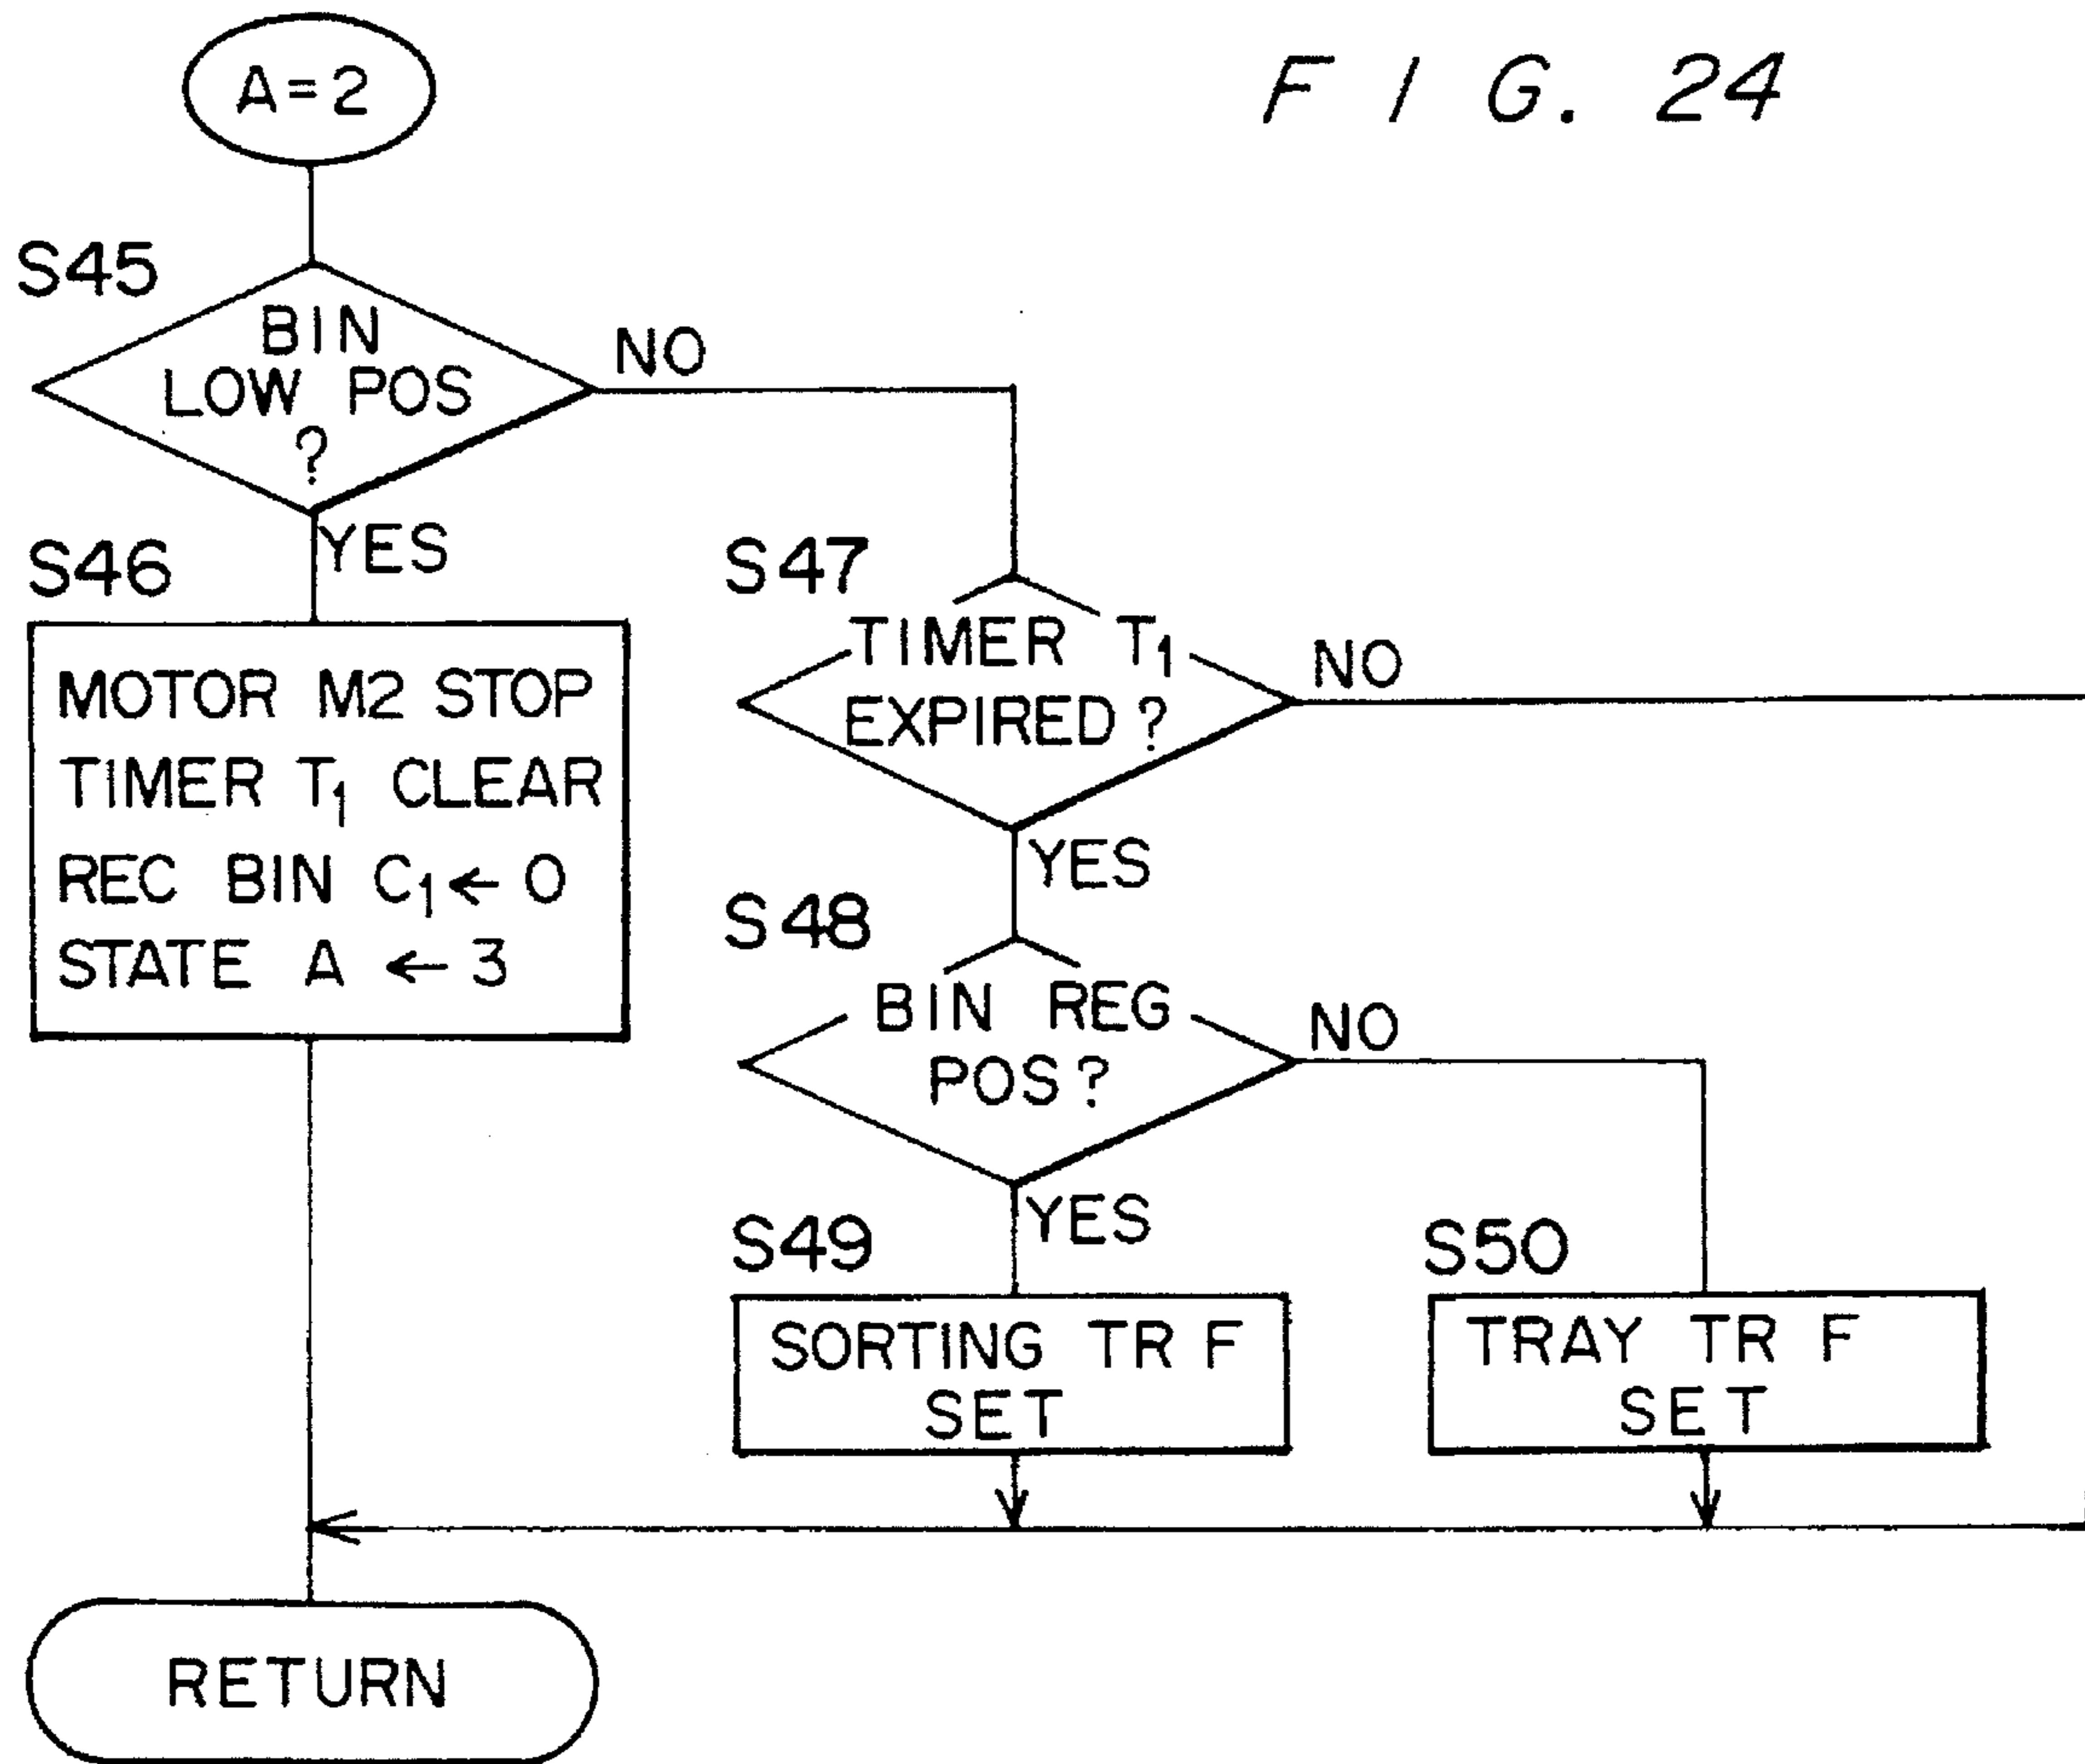 F I G. 24
A=2
S45
BIN
LOW POS
?
NO
YES
S46
MOTOR M2 STOP
TIMER T1 CLEAR
REC BIN C1 ← 0
STATE A ← 3
S47
TIMER T1
EXPIRED?
NO
YES
S48
BIN REG
POS?
NO
YES
S49
SORTING TR F
SET
S50
TRAY TR F
SET
RETURN